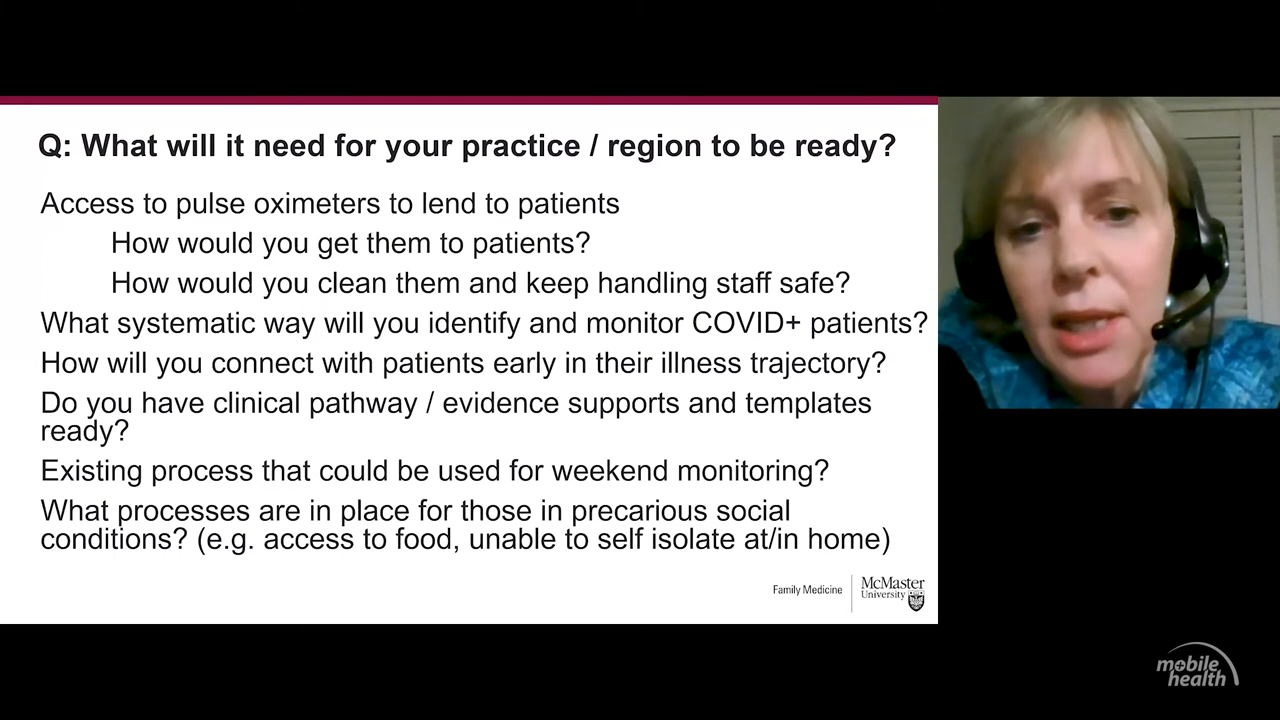 Q: What will it need for your practice / region to be ready?
Access to pulse oximeters to lend to patients
How would you get them to patients?
How would you clean them and keep handling staff safe?
What systematic way will you identify and monitor COVID+ patients?
How will you connect with patients early in their illness trajectory?
Do you have clinical pathway / evidence supports and templates
ready?
Existing process that could be used for weekend monitoring?
What processes are in place for those in precarious social
conditions? (e.g. access to food, unable to self isolate at/in home)
Family Medicine
McMaster
University
mobile
health